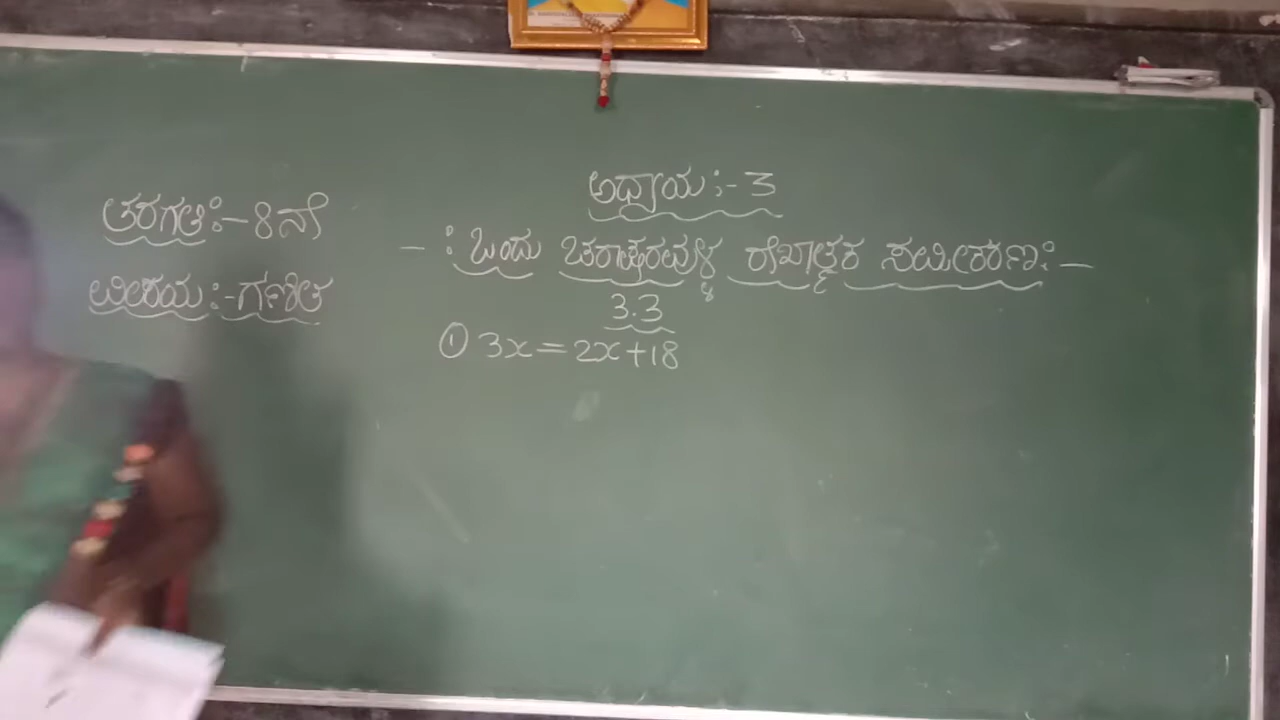 ತರಗತಿ:-8ನೇ
ವಿಷಯ:-ಗಣಿತ
ಅಧ್ಯಾಯ:-3
-: ಒಂದು ಚರಾಕ್ಷರವುಳ್ಳ ರೇಖಾತ್ಮಕ ಸಮೀಕರಣ:-
3.3
① 3x=2x+18